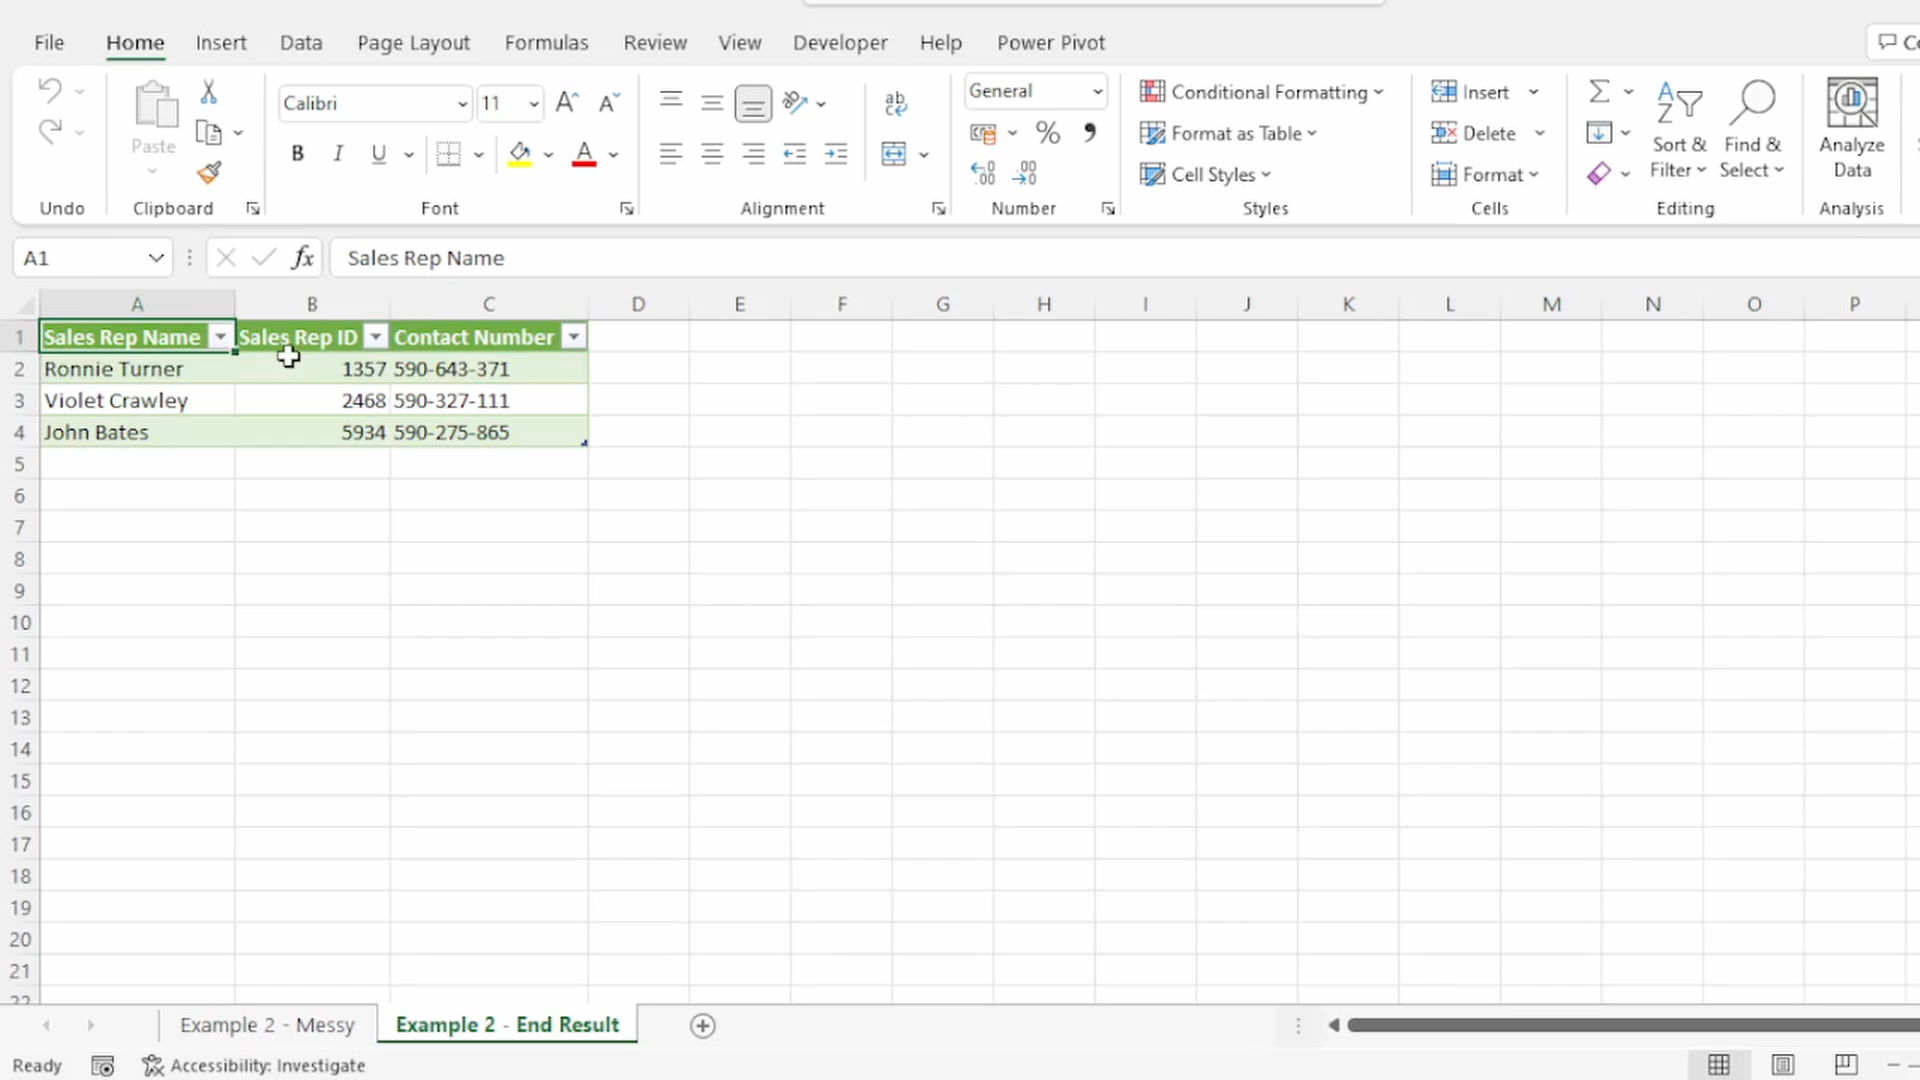 File Home Insert Data Page Layout Formulas Review View Developer Help Power Pivot
Calibri 11 General Conditional Formatting Insert
Paste B I U A % Format as Table Delete Sort & Filter Find & Select Analyze Data
Cell Styles Format
Undo Clipboard Font Alignment Number Styles Cells Editing Analysis
A1 fx Sales Rep Name
A B C D E F G H I J K L M N O P
1 Sales Rep Name Sales Rep ID Contact Number
2 Ronnie Turner 1357 590-643-371
3 Violet Crawley 2468 590-327-111
4 John Bates 5934 590-275-865
5
6
7
8
9
10
11
12
13
14
15
16
17
18
19
20
21
22
Example 2 - Messy Example 2 - End Result
Ready Accessibility: Investigate